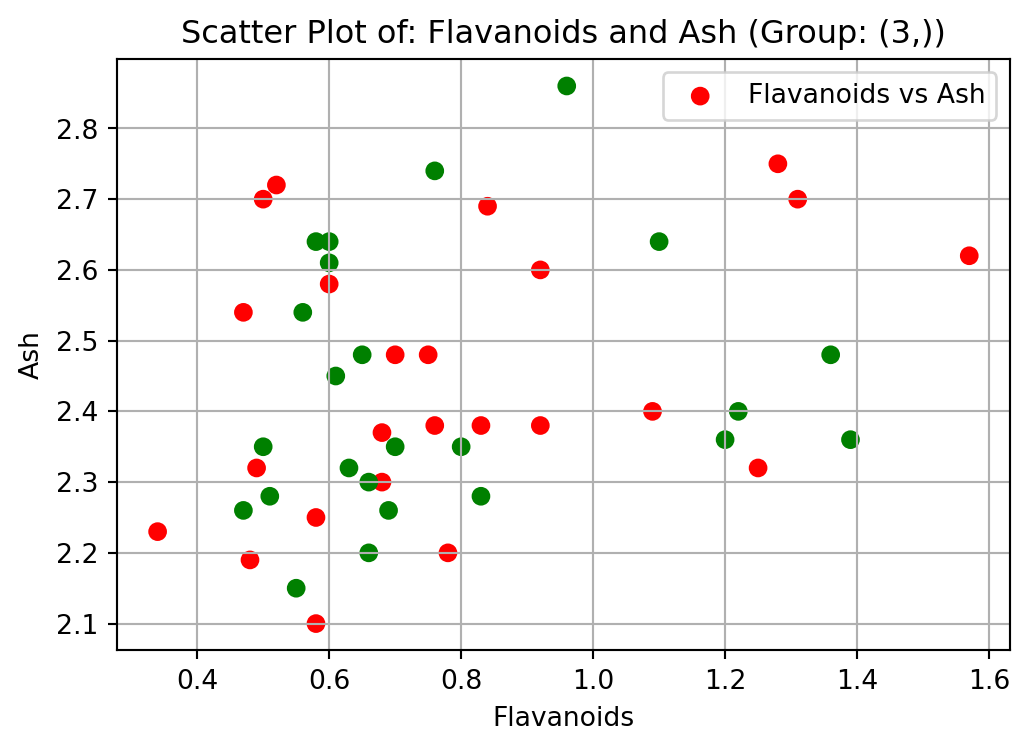 Scatter Plot of: Flavanoids and Ash (Group: (3,))
Flavanoids vs Ash
2.8
2.7
2.6
2.5
2.4
2.3
2.2
2.1
Ash
0.4 0.6 0.8 1.0 1.2 1.4 1.6
Flavanoids